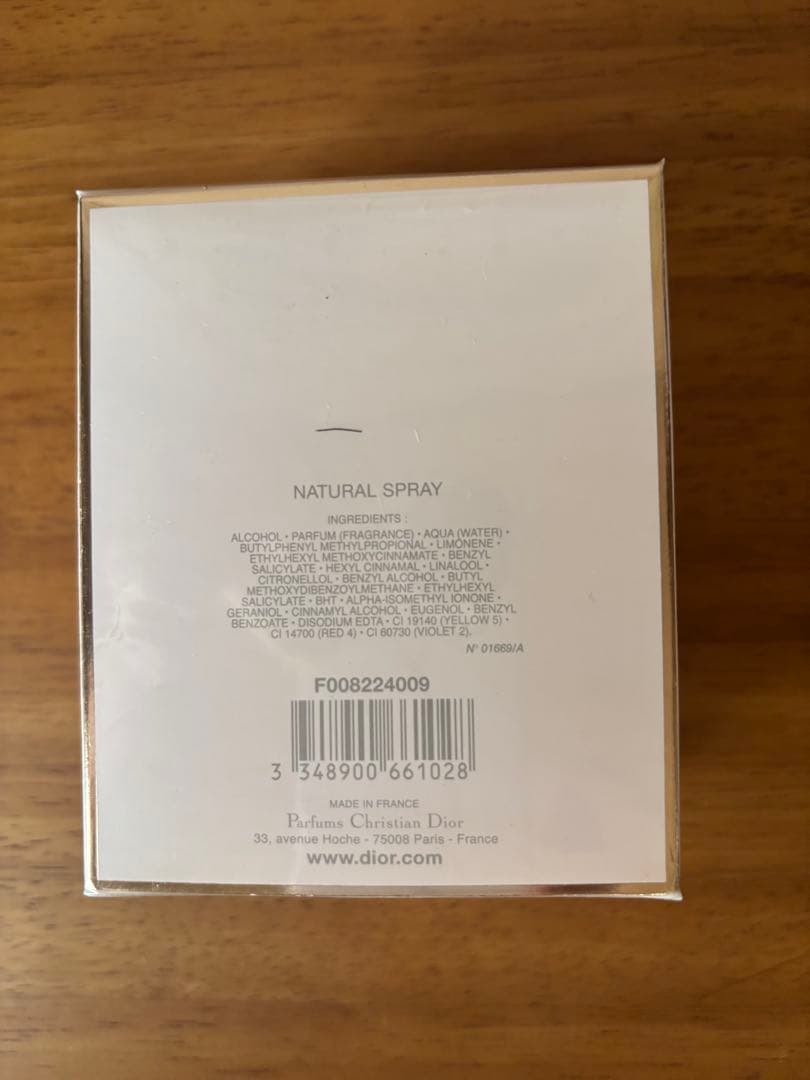 NATURAL SPRAY
INGREDIENTS :
ALCOHOL • PARFUM (FRAGRANCE) • AQUA (WATER) •
BUTYLPHENYL METHYLPROPIONAL • LIMONENE •
ETHYLHEXYL METHOXYCINNAMATE • BENZYL
SALICYLATE • HEXYL CINNAMAL • LINALOOL •
CITRONELLOL • BENZYL ALCOHOL • BUTYL
METHOXYDIBENZOYLMETHANE • ETHYLHEXYL
SALICYLATE • BHT • ALPHA-ISOMETHYL IONONE •
GERANIOL • CINNAMYL ALCOHOL • EUGENOL • BENZYL
BENZOATE • DISODIUM EDTA • CI 19140 (YELLOW 5) •
CI 14700 (RED 4) • CI 60730 (VIOLET 2).
N° 01669/A
F008224009
3 348900 661028
MADE IN FRANCE
Parfums Christian Dior
33, avenue Hoche - 75008 Paris - France
www.dior.com